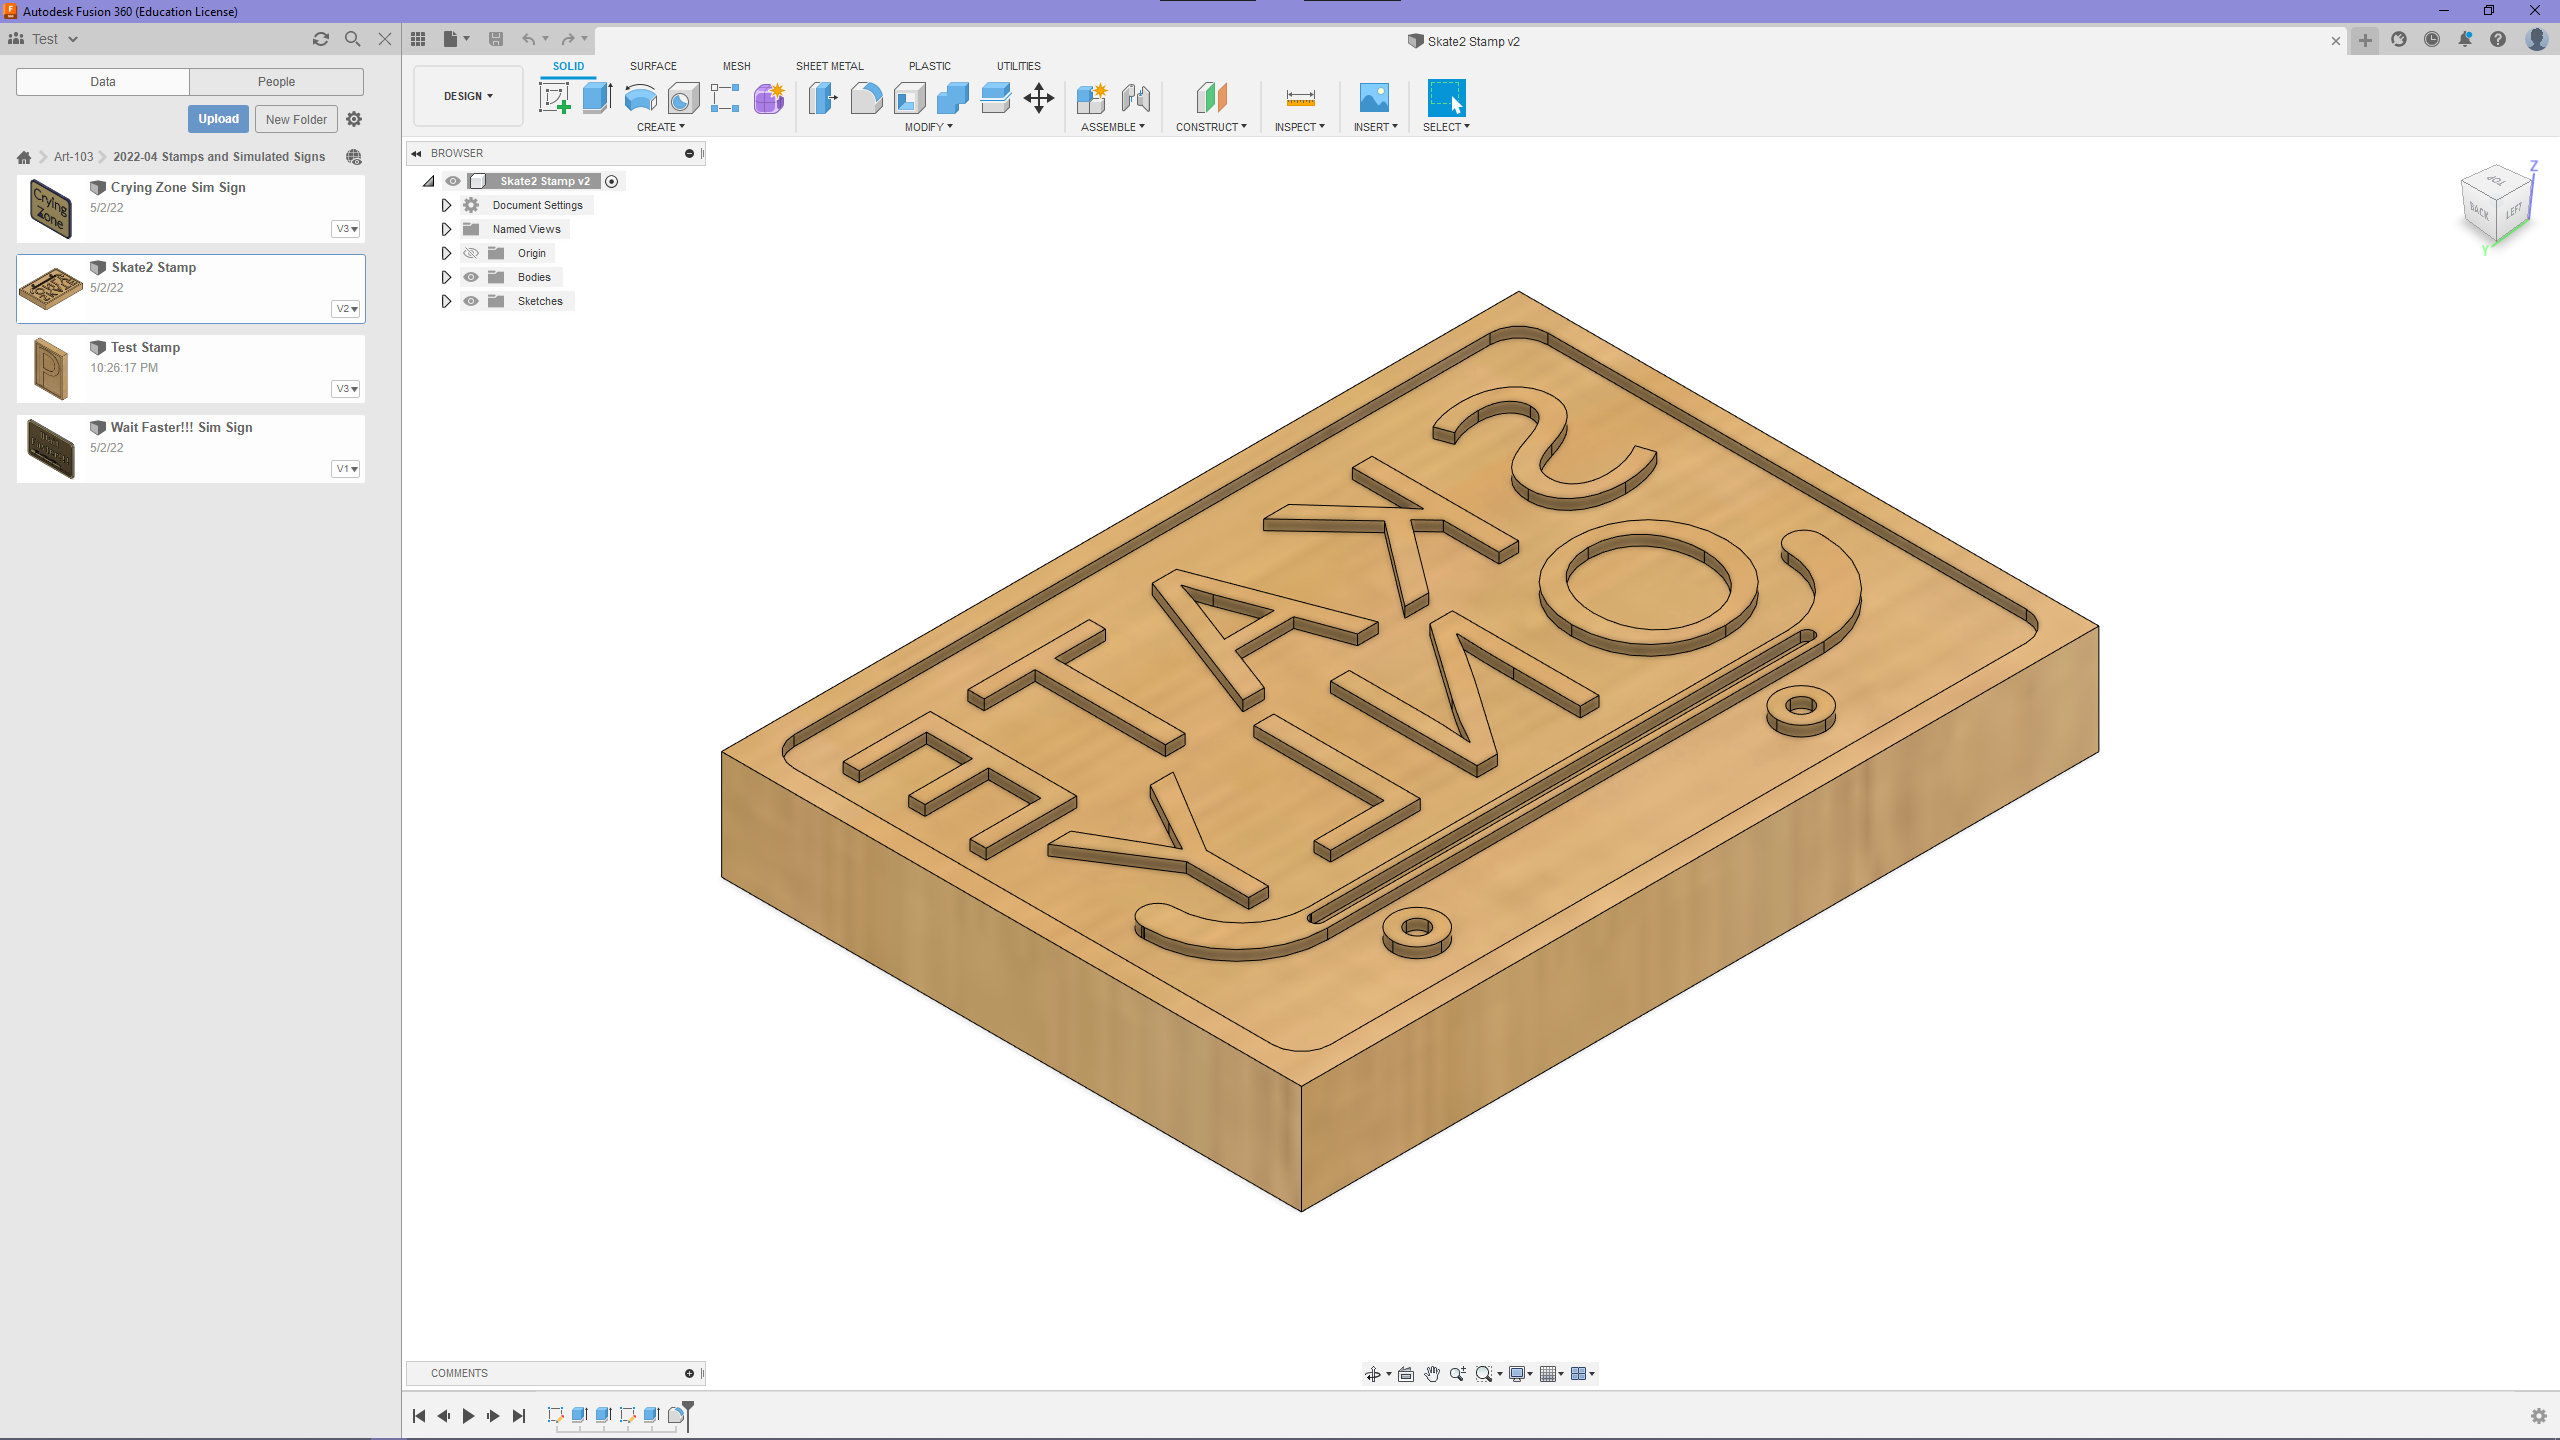 Autodesk Fusion 360 (Education License)
Test
Skate2 Stamp v2
Data
People
SOLID
SURFACE
MESH
SHEET METAL
PLASTIC
UTILITIES
DESIGN
Upload
New Folder
CREATE
MODIFY
ASSEMBLE
CONSTRUCT
INSPECT
INSERT
SELECT
Art-103
2022-04 Stamps and Simulated Signs
BROWSER
Skate2 Stamp v2
Document Settings
Named Views
Origin
Bodies
Sketches
Crying Zone
Crying Zone Sim Sign
5/2/22
V3
Skate2 Stamp
5/2/22
V2
P
Test Stamp
10:26:17 PM
V3
Wait Faster!!! Sim Sign
5/2/22
V1
TOP
BACK
LEFT
Z
Y
SKATE
ONLY
COMMENTS